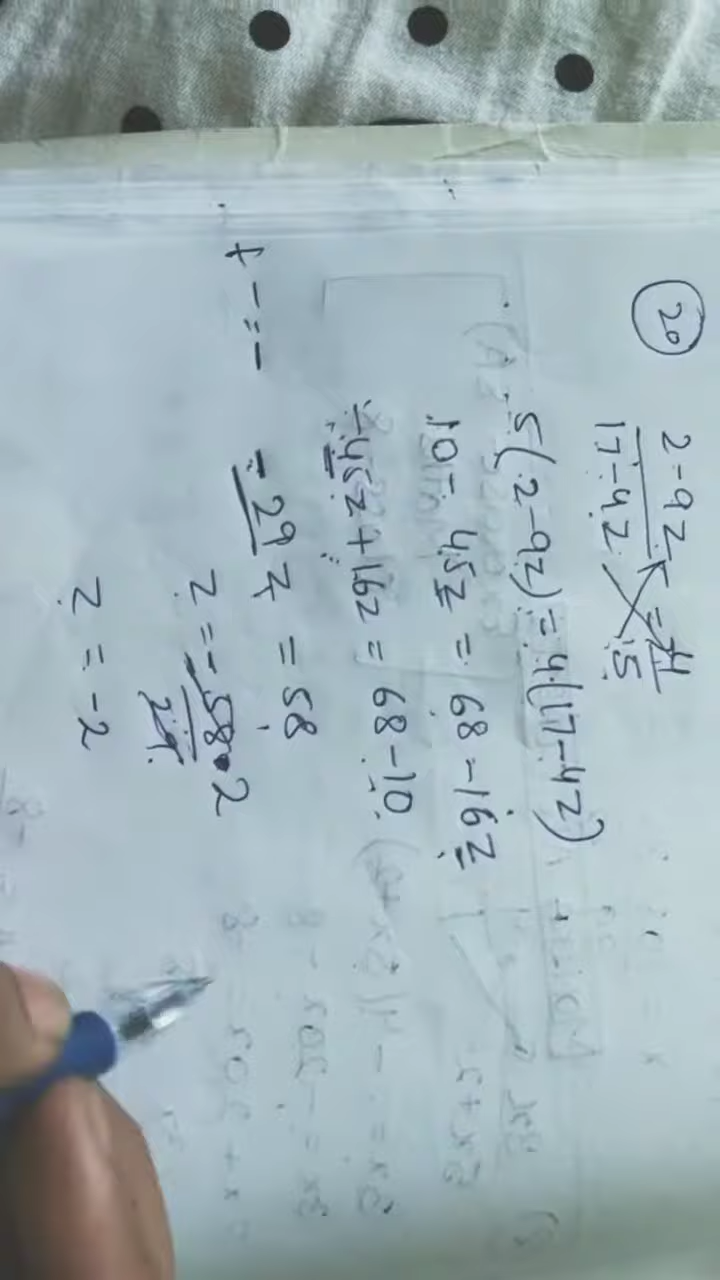 20
2-9z/17-4z = 4/5
5(2-9z) = 4(17-4z)
10 - 45z = 68 - 16z
-45z + 16z = 68 - 10
+ - = -
-29z = 58
z = -58/29 2
z = -2